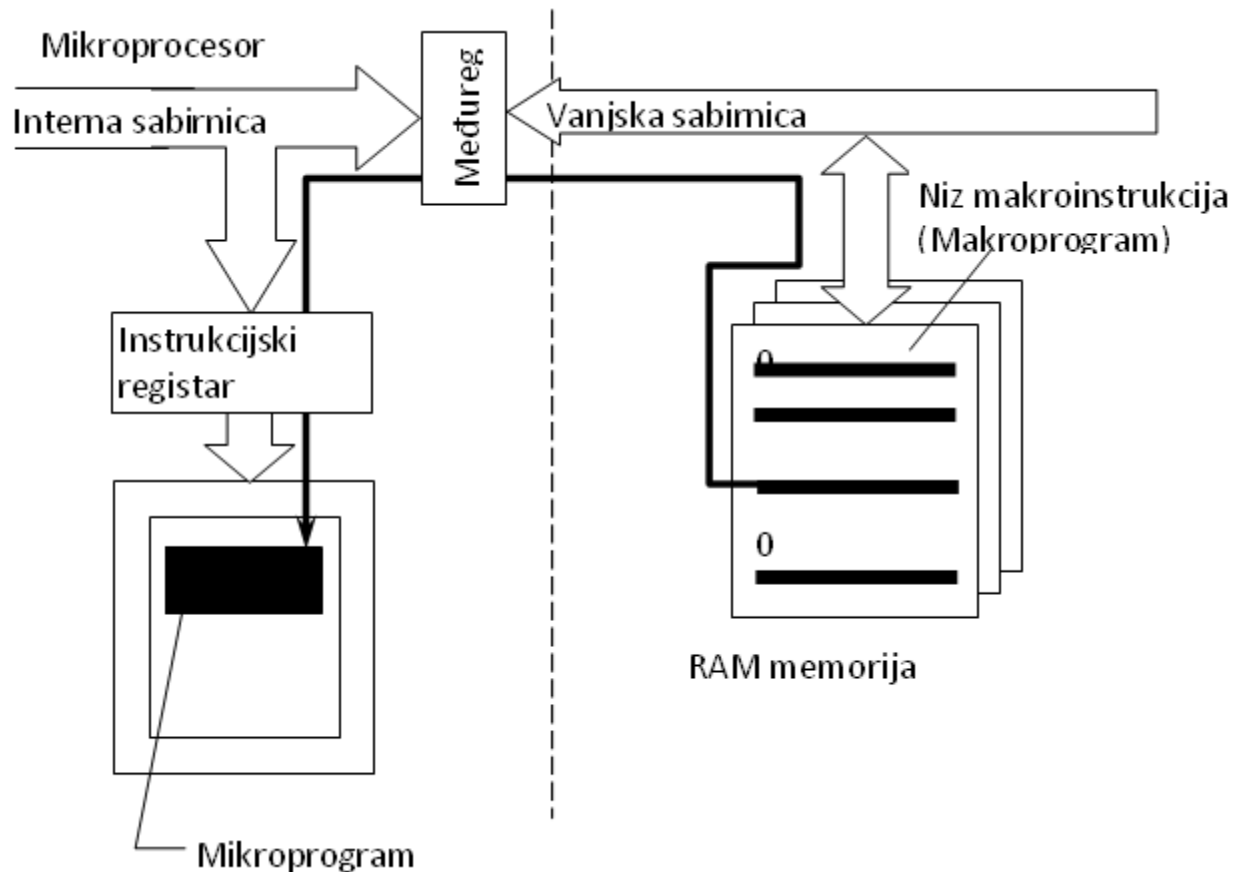 Mikroprocesor
Interna sabirnica
Međureg
Vanjska sabirnica
Niz makroinstrukcija
(Makroprogram)
Instrukcijski
registar
0
0
RAM memorija
Mikroprogram